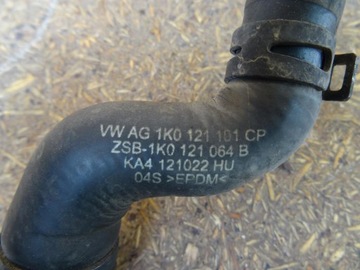 VW AG 1K0 121 101 CP
ZSB-1K0 121 064 B
KA4 121022 HU
04S >EPDM<